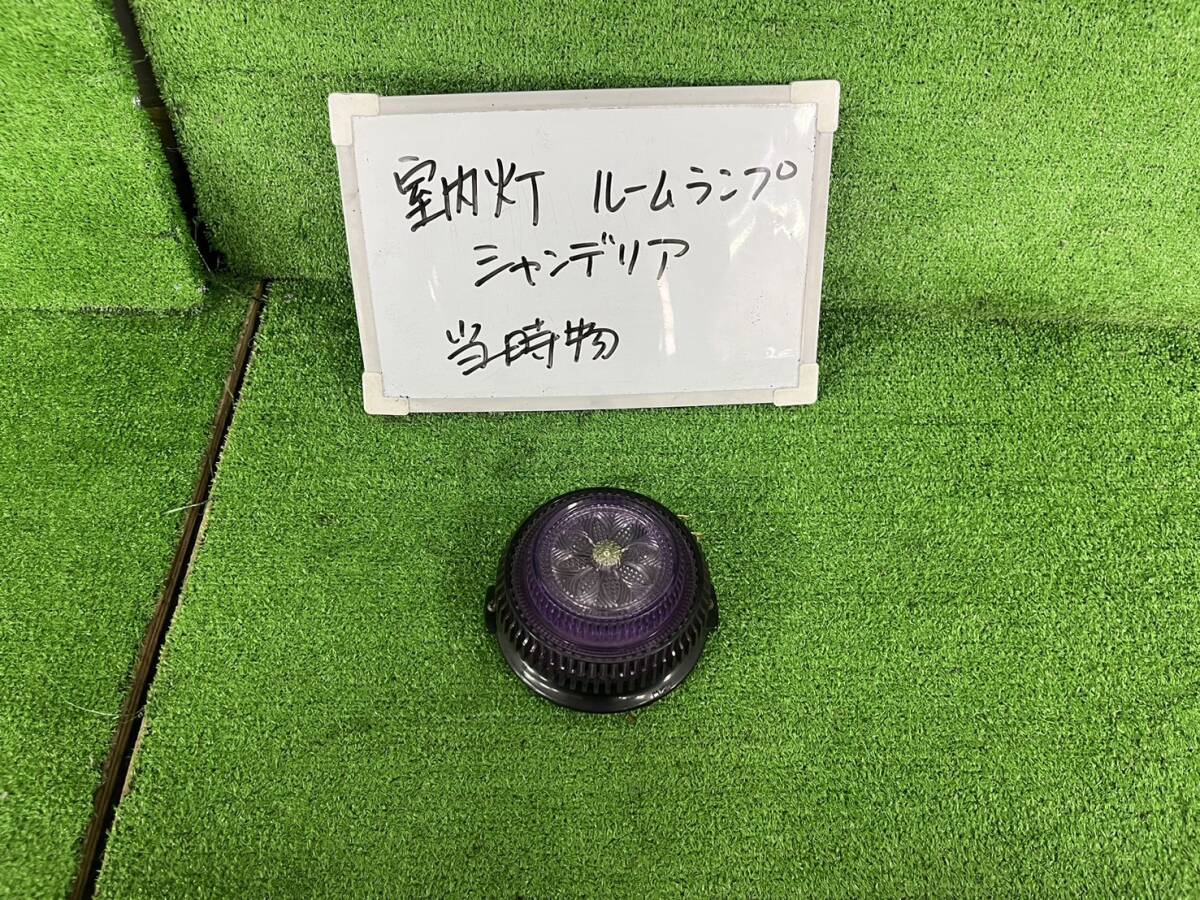 室内灯 ルームランプ
シャンデリア
当時物